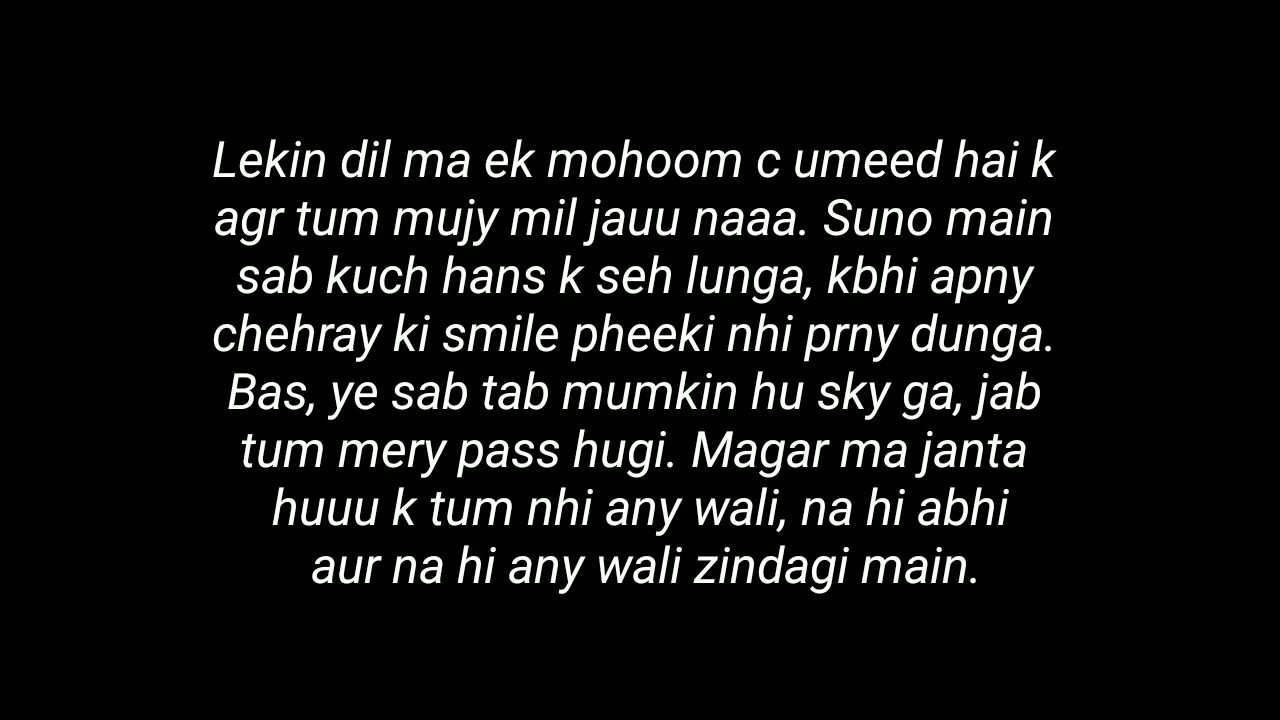 Lekin dil ma ek mohoom c umeed hai k
agr tum mujy mil jauu naaa. Suno main
sab kuch hans k seh lunga, kbhi apny
chehray ki smile pheeki nhi prny dunga.
Bas, ye sab tab mumkin hu sky ga, jab
tum mery pass hugi. Magar ma janta
huuu k tum nhi any wali, na hi abhi
aur na hi any wali zindagi main.